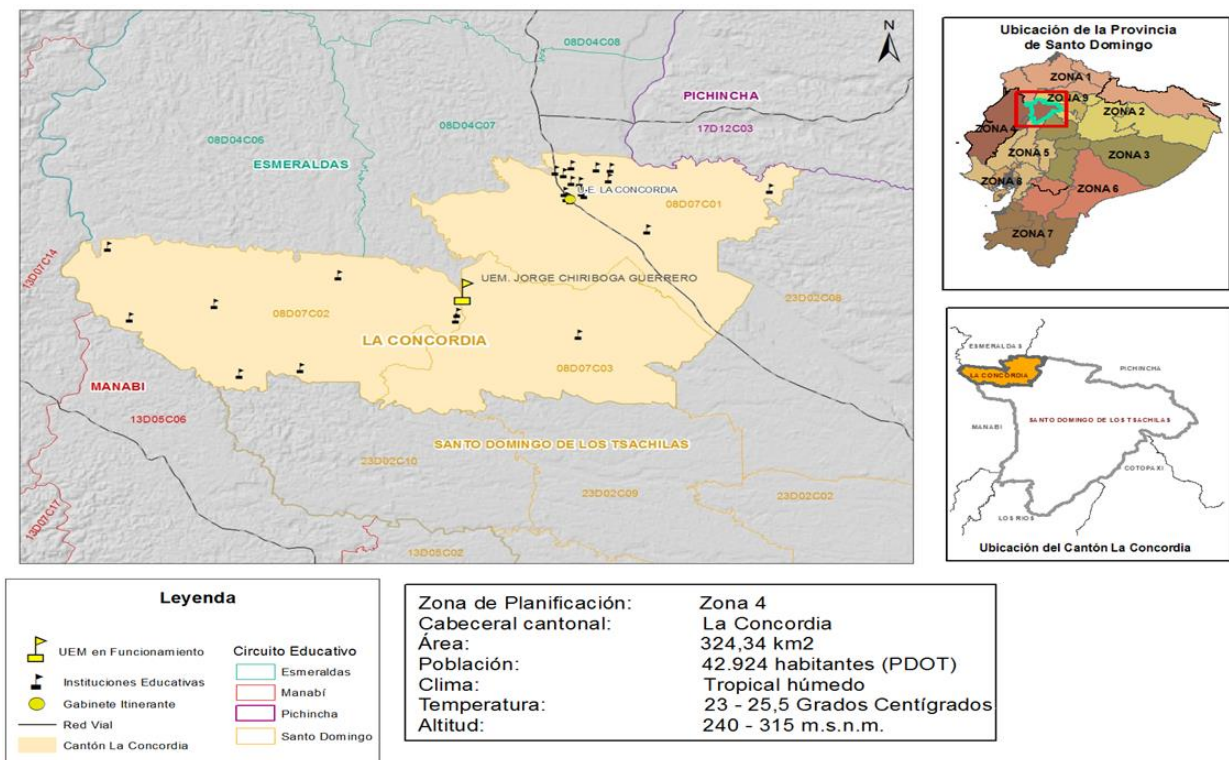 N
08D04C08
PICHINCHA
08D04C07
17D12C03
08D04C05
ESMERALDAS
U.E. LA CONCORDIA
08D07C01
13D07C14
UEM. JORGE CHIRIBOGA GUERRERO
23D02C08
08D07C02
LA CONCORDIA
08D07C03
MANABI
13D05C06
SANTO DOMINGO DE LOS TSACHILAS
23D02C10
23D02C09
23D02C02
13D07C17
13D05C02
Ubicación de la Provincia
de Santo Domingo
ZONA 1
ZONA 9
ZONA 2
ZONA 4
ZONA 5
ZONA 3
ZONA 8
ZONA 6
ZONA 7
ESMERALDAS
PICHINCHA
LA CONCORDIA
MANABI
SANTO DOMINGO DE LOS TSACHILAS
COTOPAXI
LOS RIOS
Ubicación del Cantón La Concordia
Leyenda
UEM en Funcionamiento
Instituciones Educativas
Gabinete Itinerante
Red Vial
Cantón La Concordia
Circuito Educativo
Esmeraldas
Manabí
Pichincha
Santo Domingo
Zona de Planificación: Zona 4
Cabeceral cantonal: La Concordia
Área: 324,34 km2
Población: 42.924 habitantes (PDOT)
Clima: Tropical húmedo
Temperatura: 23 - 25,5 Grados Centígrados
Altitud: 240 - 315 m.s.n.m.